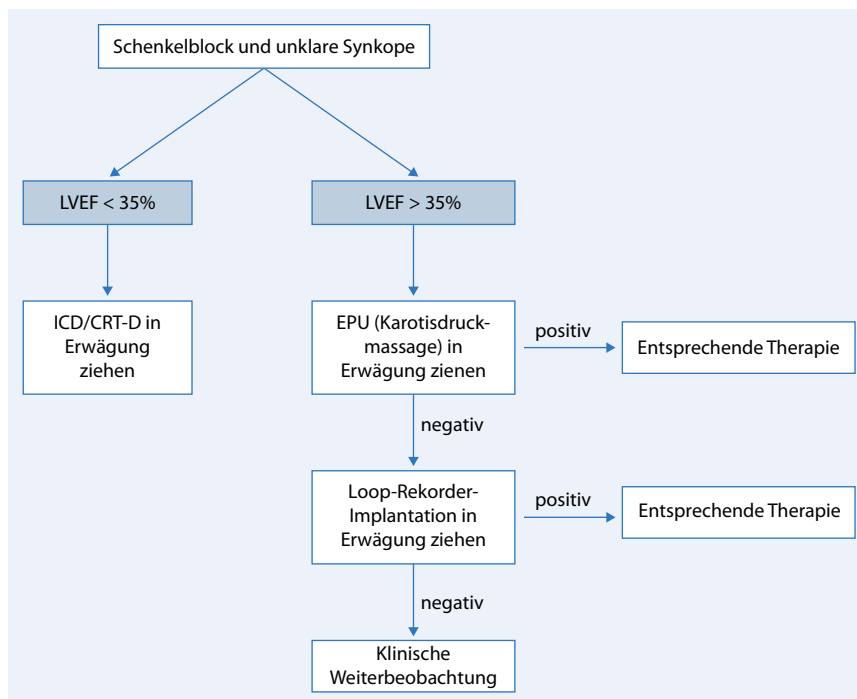 Schenkelblock und unklare Synkope
LVEF < 35%
LVEF > 35%
ICD/CRT-D in
Erwägung
ziehen
EPU (Karotisdruck-
massage) in
Erwägung zienen
positiv
Entsprechende Therapie
negativ
Loop-Rekorder-
Implantation in
Erwägung ziehen
positiv
Entsprechende Therapie
negativ
Klinische
Weiterbeobachtung